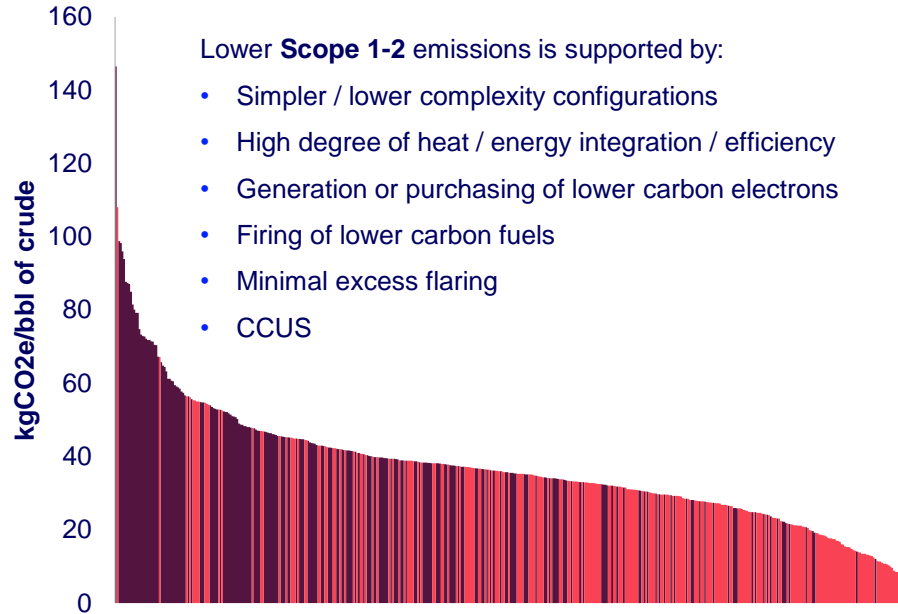 160
140
120
100
80
60
40
20
0
kgCO2e/bbl of crude
Lower Scope 1-2 emissions is supported by:
• Simpler / lower complexity configurations
• High degree of heat / energy integration / efficiency
• Generation or purchasing of lower carbon electrons
• Firing of lower carbon fuels
• Minimal excess flaring
• CCUS